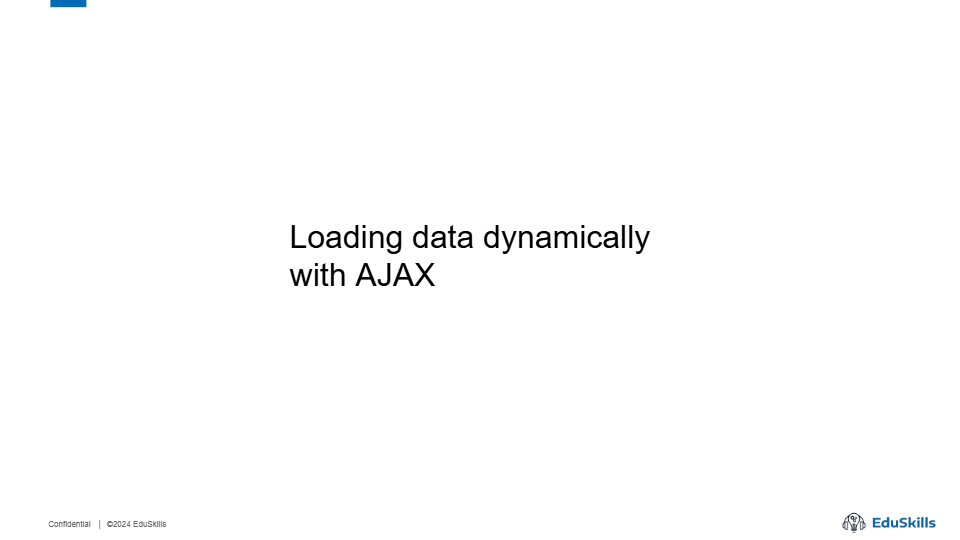 Loading data dynamically
with AJAX
Confidential | ©2024 EduSkills
EduSkills